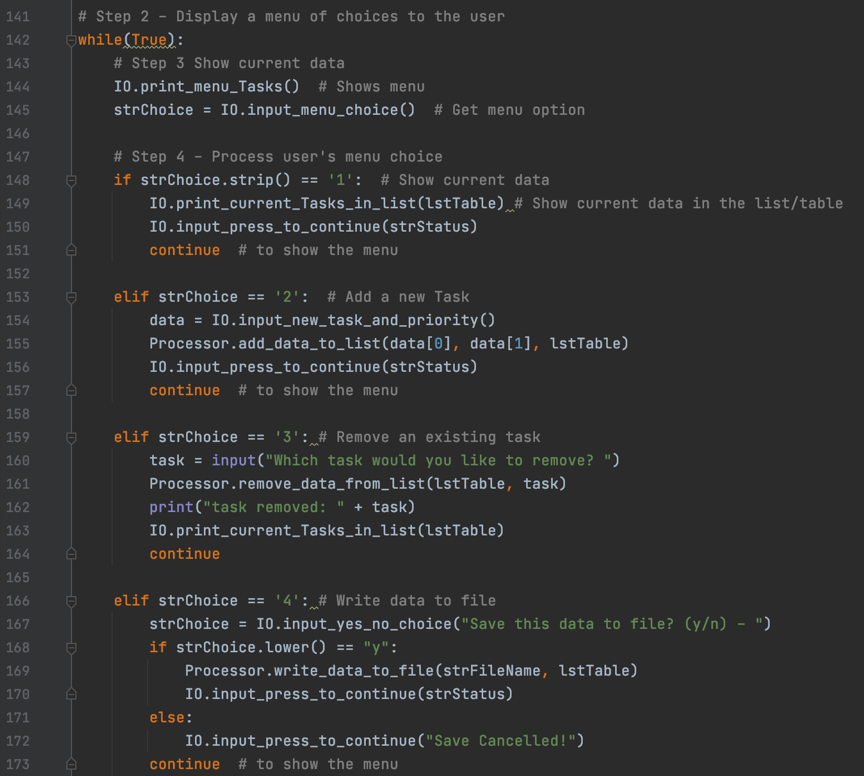 141 # Step 2 - Display a menu of choices to the user
142 while(True):
143     # Step 3 Show current data
144     IO.print_menu_Tasks()  # Shows menu
145     strChoice = IO.input_menu_choice()  # Get menu option
146
147     # Step 4 - Process user's menu choice
148     if strChoice.strip() == '1':  # Show current data
149         IO.print_current_Tasks_in_list(lstTable) # Show current data in the list/table
150         IO.input_press_to_continue(strStatus)
151         continue  # to show the menu
152
153     elif strChoice == '2':  # Add a new Task
154         data = IO.input_new_task_and_priority()
155         Processor.add_data_to_list(data[0], data[1], lstTable)
156         IO.input_press_to_continue(strStatus)
157         continue  # to show the menu
158
159     elif strChoice == '3': # Remove an existing task
160         task = input("Which task would you like to remove? ")
161         Processor.remove_data_from_list(lstTable, task)
162         print("task removed: " + task)
163         IO.print_current_Tasks_in_list(lstTable)
164         continue
165
166     elif strChoice == '4': # Write data to file
167         strChoice = IO.input_yes_no_choice("Save this data to file? (y/n) - ")
168         if strChoice.lower() == "y":
169             Processor.write_data_to_file(strFileName, lstTable)
170             IO.input_press_to_continue(strStatus)
171         else:
172             IO.input_press_to_continue("Save Cancelled!")
173         continue  # to show the menu